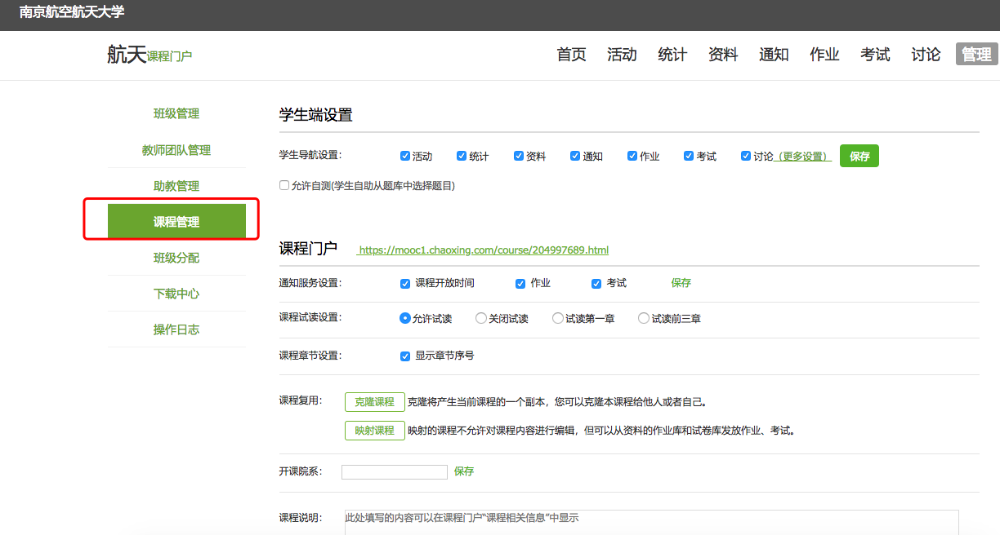 南京航空航天大学
航天课程门户
首页 活动 统计 资料 通知 作业 考试 讨论 管理
班级管理
教师团队管理
助教管理
课程管理
班级分配
下载中心
操作日志
学生端设置
学生导航设置： 活动 统计 资料 通知 作业 考试 讨论（更多设置） 保存
允许自测(学生自助从题库中选择题目)
课程门户 https://mooc1.chaoxing.com/course/204997689.html
通知服务设置： 课程开放时间 作业 考试 保存
课程试读设置： 允许试读 关闭试读 试读第一章 试读前三章
课程章节设置： 显示章节序号
课程复用： 克隆课程 克隆将产生当前课程的一个副本，您可以克隆本课程给他人或者自己。
映射课程 映射的课程不允许对课程内容进行编辑，但可以从资料的作业库和试卷库发放作业、考试。
开课院系： 保存
课程说明： 此处填写的内容可以在课程门户“课程相关信息”中显示